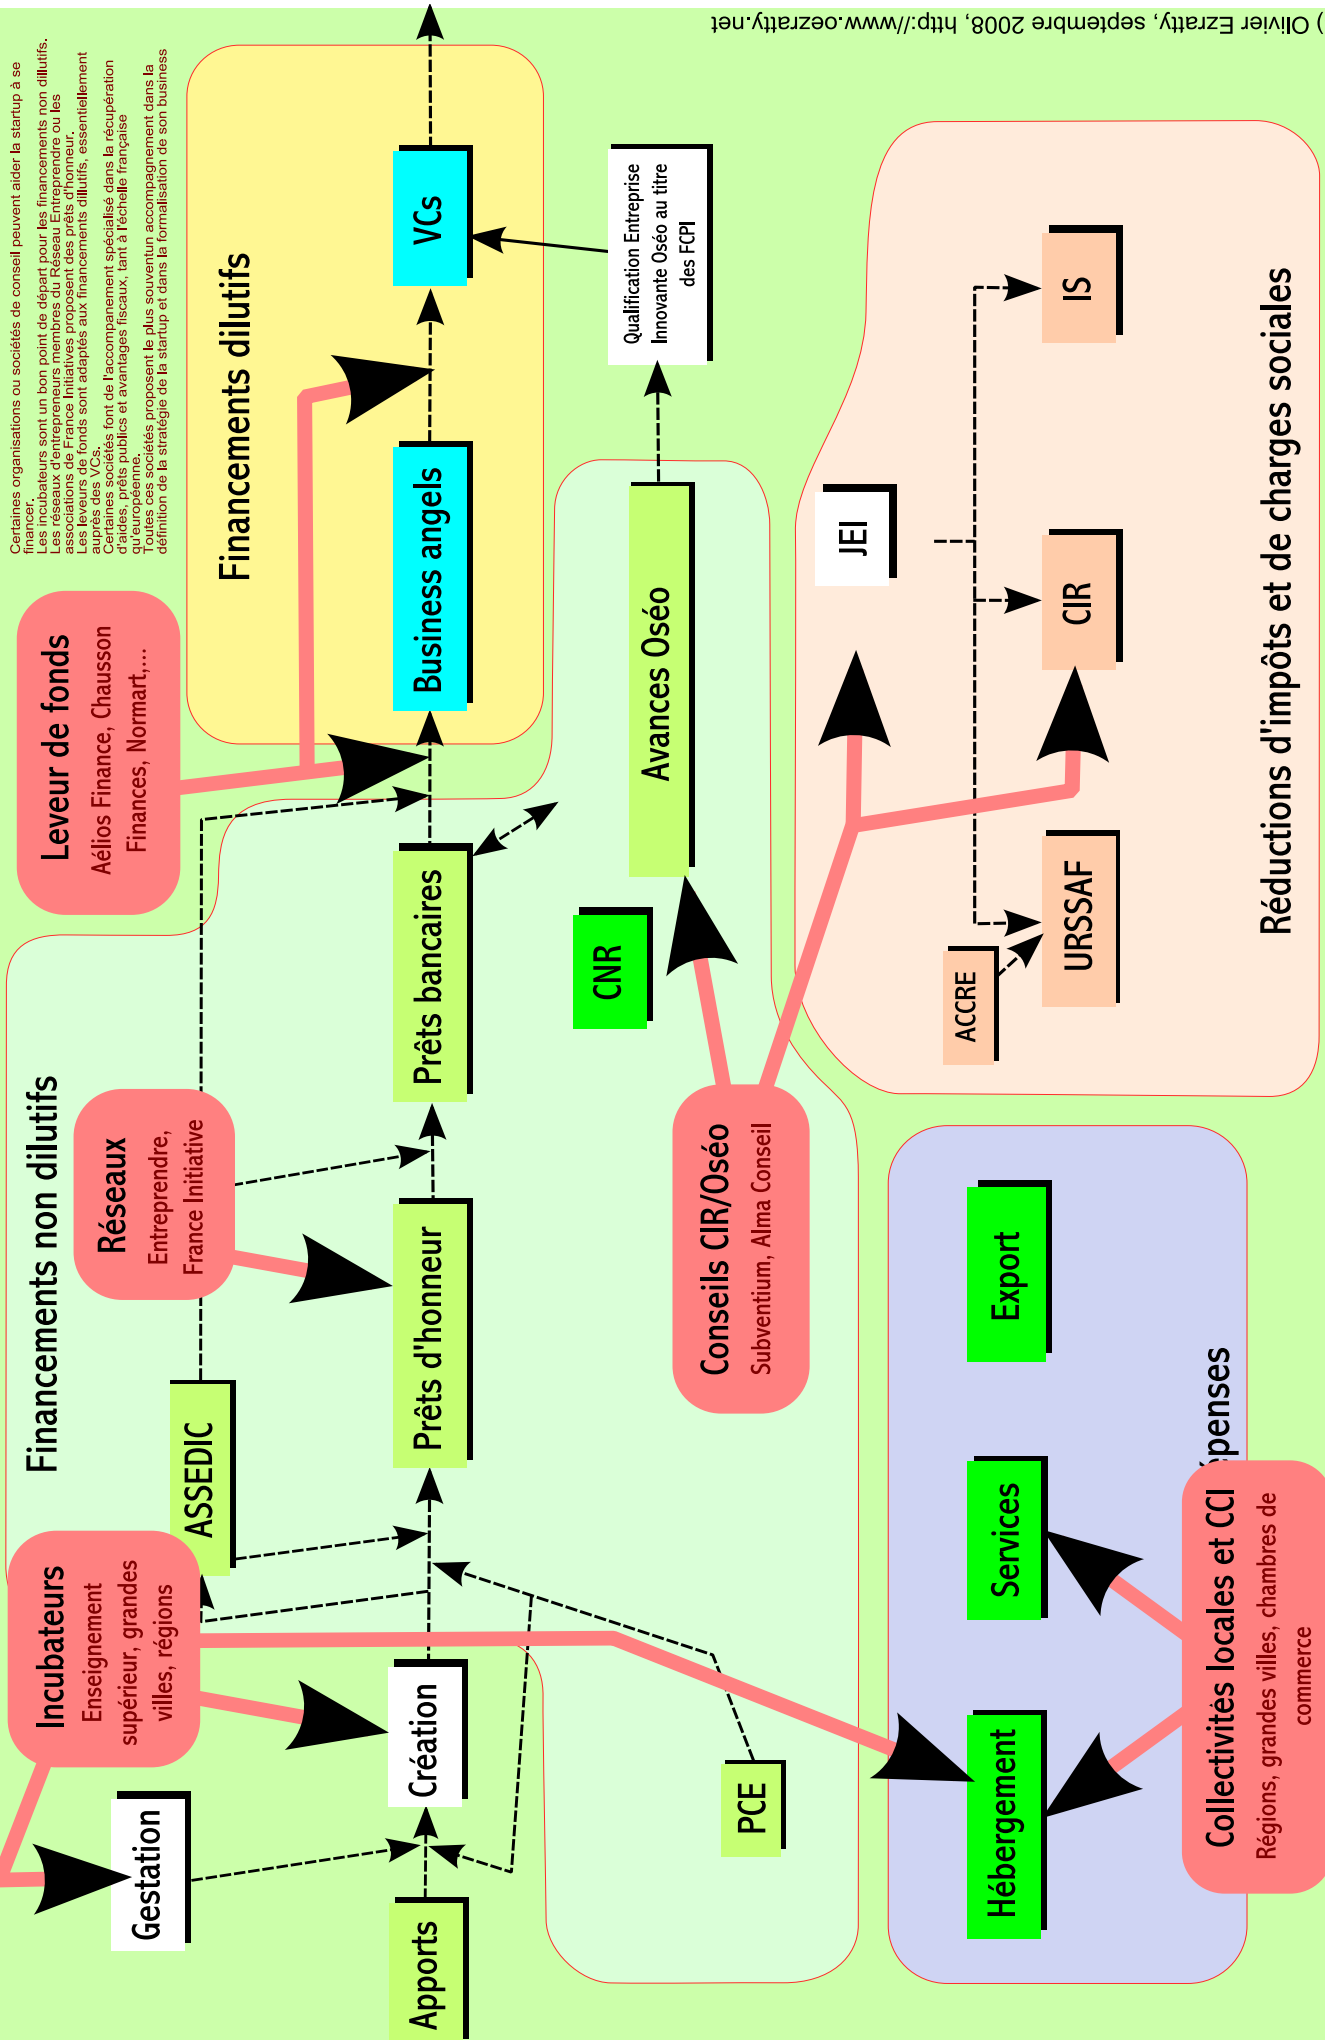 Certaines organisations ou sociétés de conseil peuvent aider la startup à se
financer.
Les incubateurs sont un bon point de départ pour les financements non dillutifs.
Les réseaux d'entrepreneurs membres du Réseau Entreprendre ou les
associations de France Initiatives proposent des prêts d'honneur.
Les leveurs de fonds sont adaptés aux financements dillutifs, essentiellement
auprès des VCs.
Certaines sociétés font de l'accompanement spécialisé dans la récupération
d'aides, prêts publics et avantages fiscaux, tant à l'échelle française
qu'européenne.
Toutes ces sociétés proposent le plus souventun accompagnement dans la
définition de la stratégie de la startup et dans la formalisation de son business
Leveur de fonds
Aélios Finance, Chausson
Finances, Normart,...
Financements dilutifs
Business angels
VCs
Qualification Entreprise
Innovante Oséo au titre
des FCPI
Financements non dilutifs
Réseaux
Entreprendre,
France Initiative
Incubateurs
Enseignement
supérieur, grandes
villes, régions
ASSEDIC
Gestation
Apports
Création
Prêts d'honneur
Prêts bancaires
CNR
Avances Oséo
PCE
Conseils CIR/Oséo
Subventium, Alma Conseil
JEI
ACCRE
URSSAF
CIR
IS
Réductions d'impôts et de charges sociales
Hébergement
Services
Export
épenses
Collectivités locales et CCI
Régions, grandes villes, chambres de
commerce
) Olivier Ezratty, septembre 2008, http://www.oezratty.net